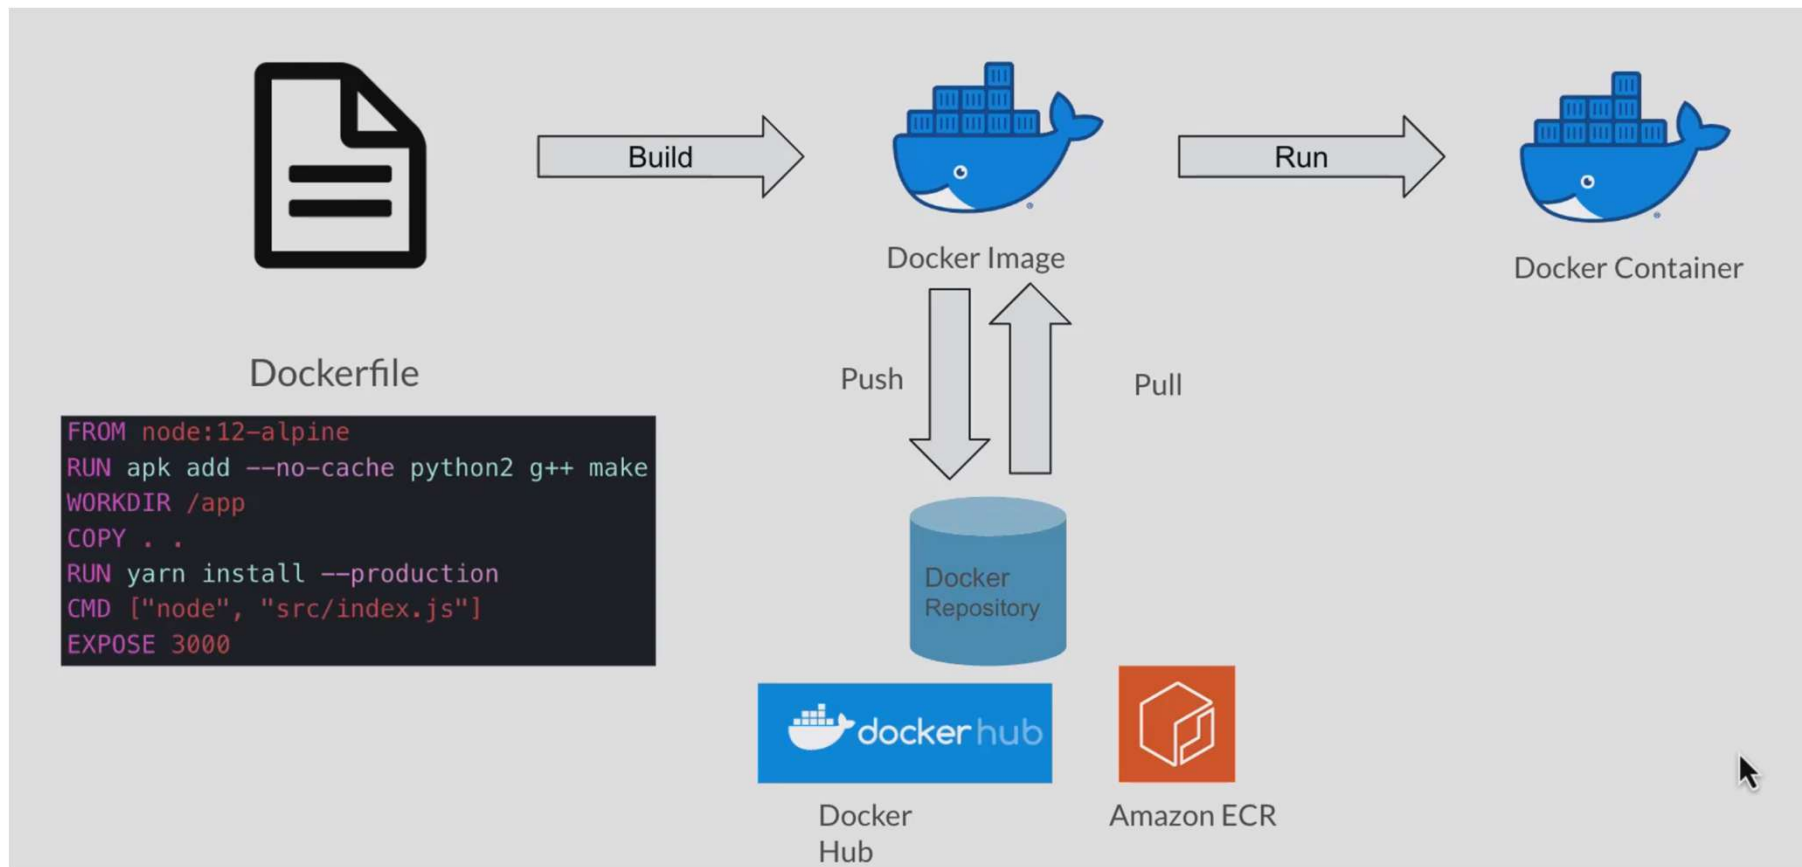 Build
Run
Docker Image
Docker Container
Dockerfile
FROM node:12-alpine
RUN apk add --no-cache python2 g++ make
WORKDIR /app
COPY . .
RUN yarn install --production
CMD ["node", "src/index.js"]
EXPOSE 3000
Push
Pull
Docker
Repository
docker hub
Docker
Hub
Amazon ECR